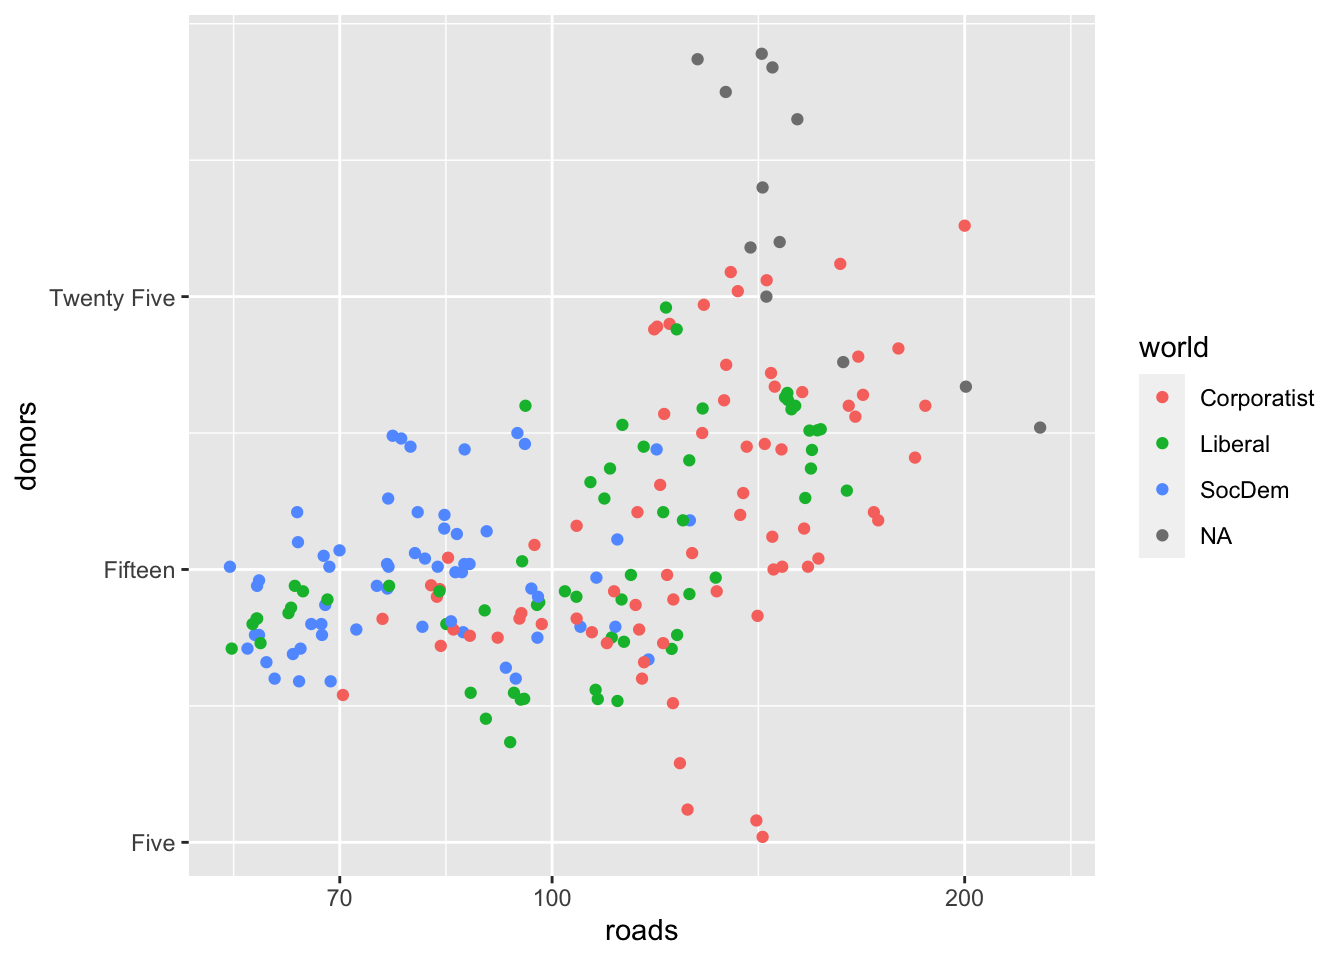 Twenty Five
Fifteen
Five
donors
70 100 200
roads
world
Corporatist
Liberal
SocDem
NA